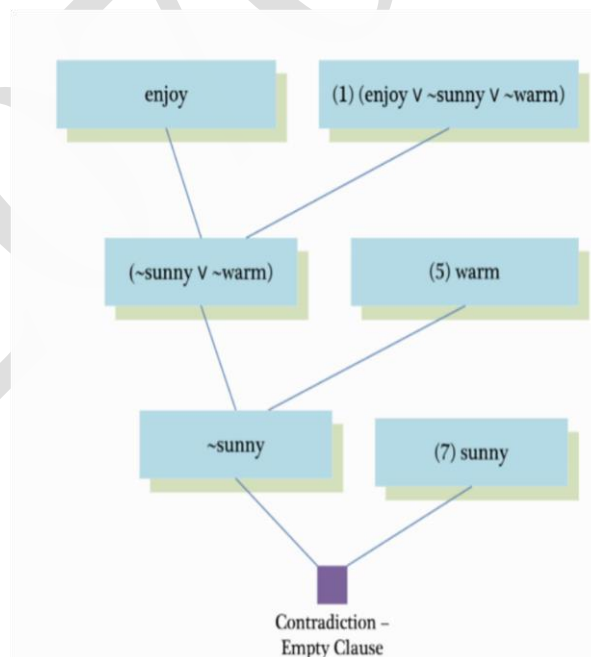 enjoy
(1) (enjoy V ~sunny V ~warm)
(~sunny V ~warm)
(5) warm
~sunny
(7) sunny
Contradiction –
Empty Clause